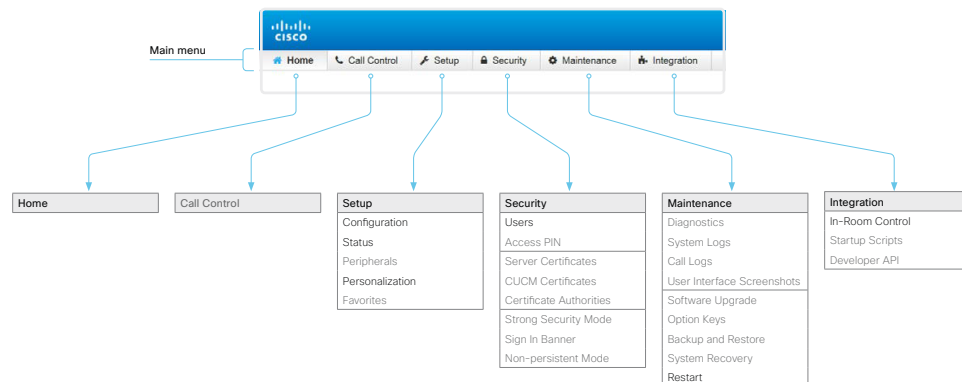 CISCO
Main menu
Home Call Control Setup Security Maintenance Integration
Home
Call Control
Setup
Configuration
Status
Peripherals
Personalization
Favorites
Security
Users
Access PIN
Server Certificates
CUCM Certificates
Certificate Authorities
Strong Security Mode
Sign In Banner
Non-persistent Mode
Maintenance
Diagnostics
System Logs
Call Logs
User Interface Screenshots
Software Upgrade
Option Keys
Backup and Restore
System Recovery
Restart
Integration
In-Room Control
Startup Scripts
Developer API